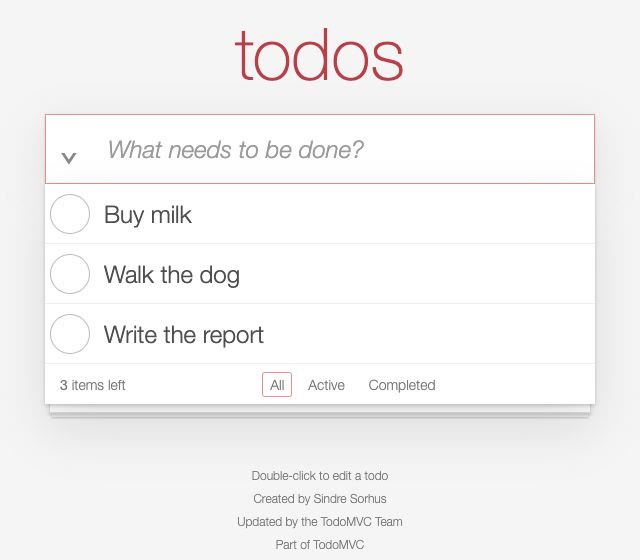 todos
What needs to be done?
Buy milk
Walk the dog
Write the report
3 items left All Active Completed
Double-click to edit a todo
Created by Sindre Sorhus
Updated by the TodoMVC Team
Part of TodoMVC